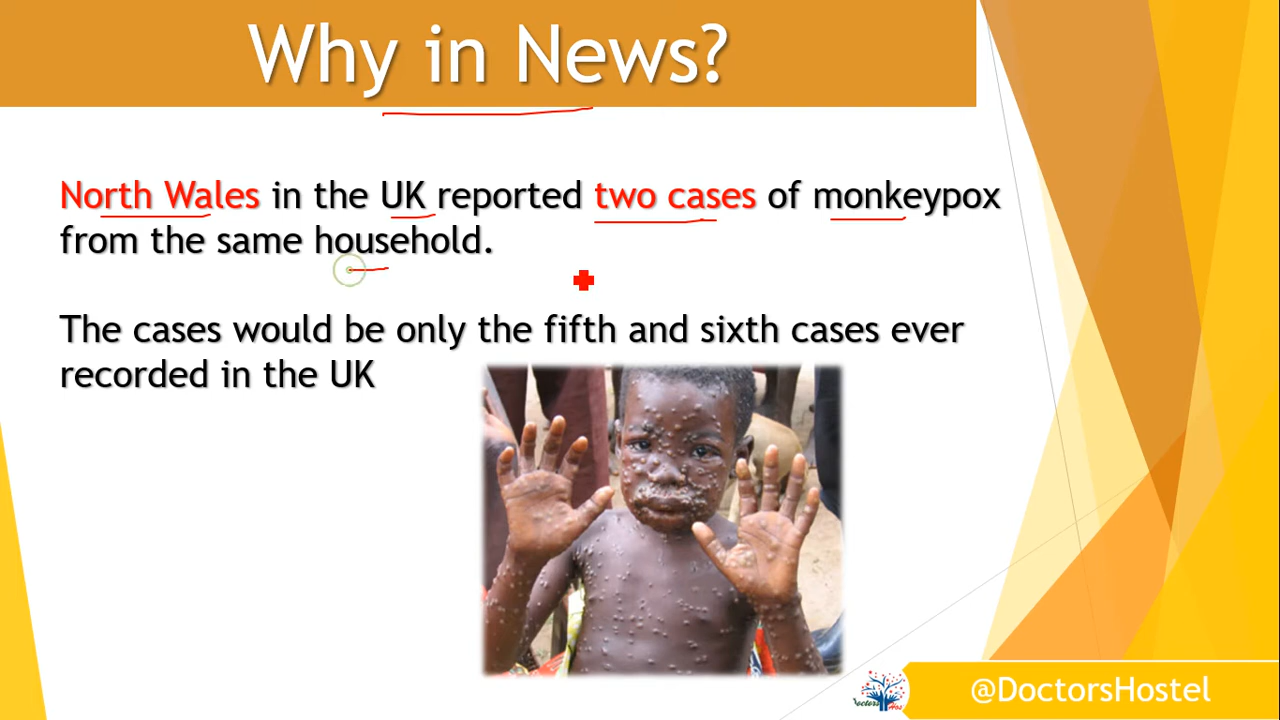 Why in News?
North Wales in the UK reported two cases of monkeypox
from the same household.
The cases would be only the fifth and sixth cases ever
recorded in the UK
@DoctorsHostel